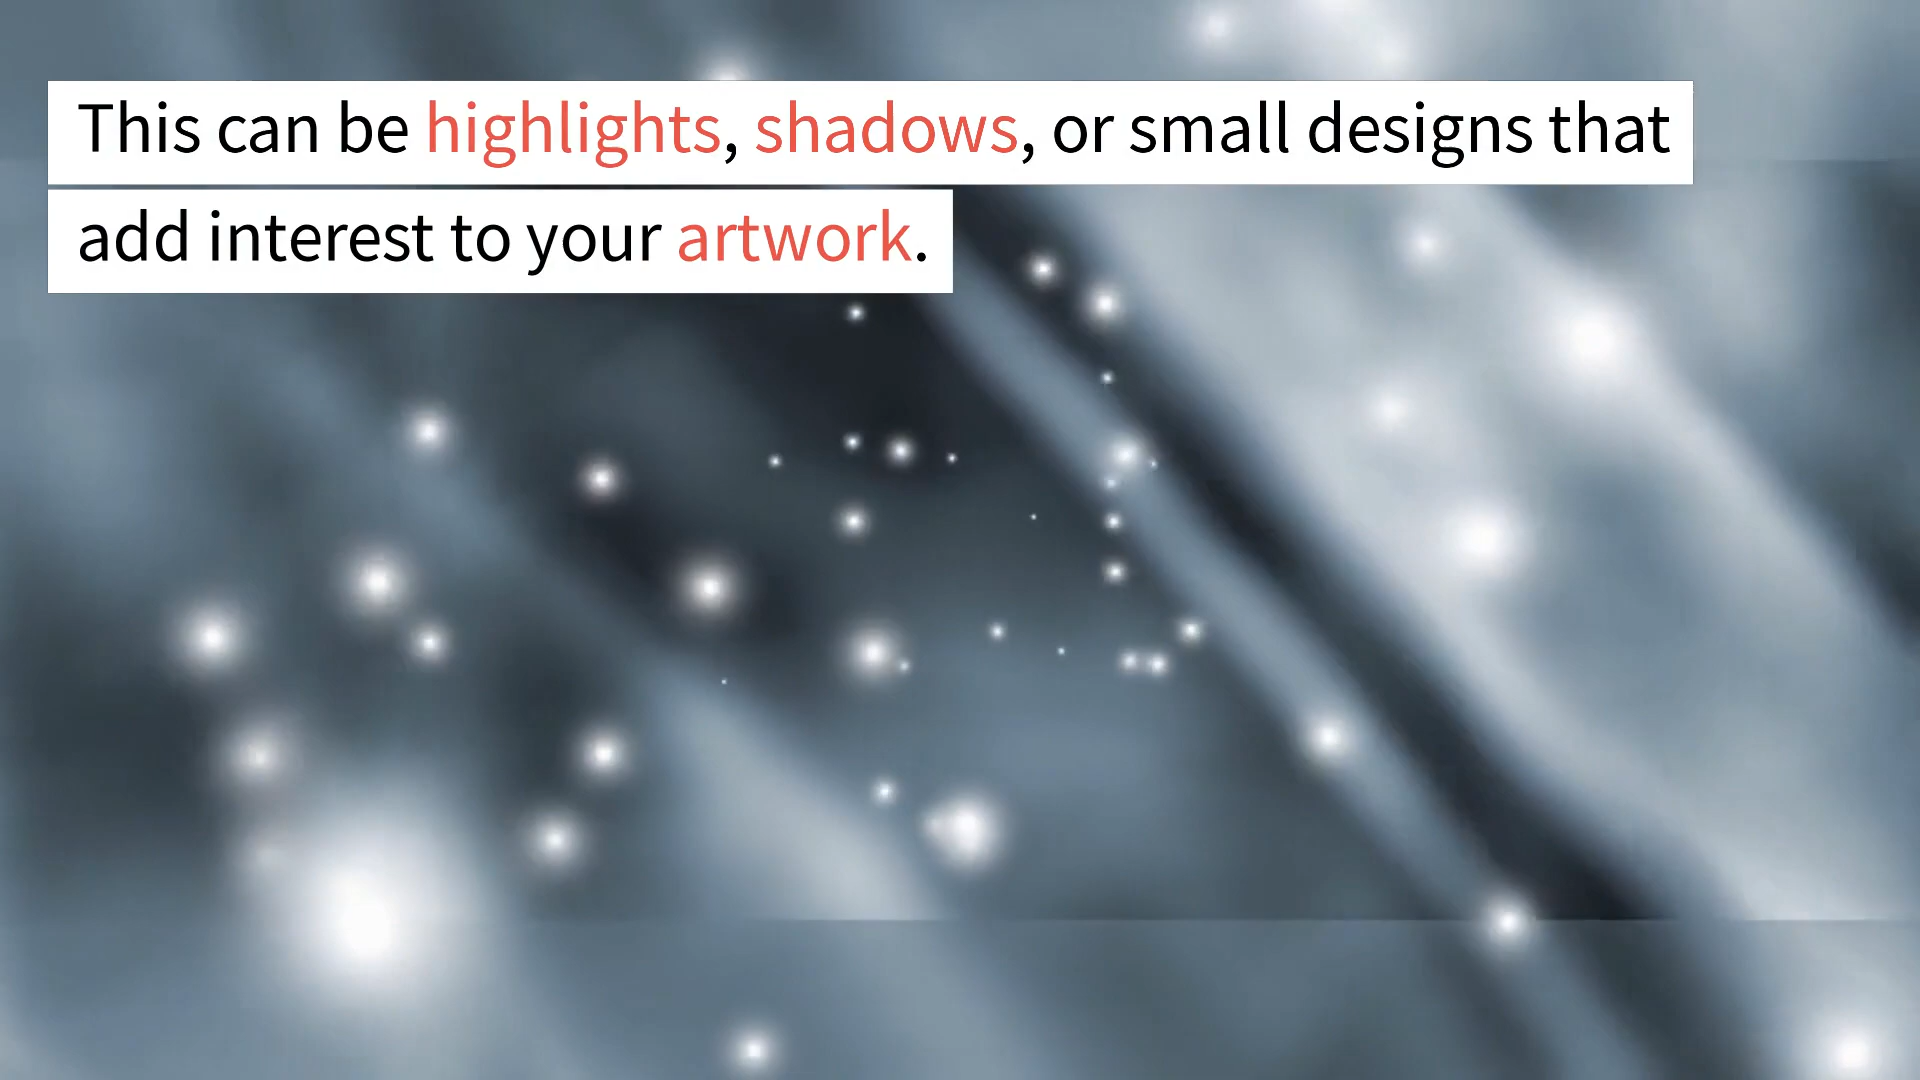 This can be highlights, shadows, or small designs that
add interest to your artwork.